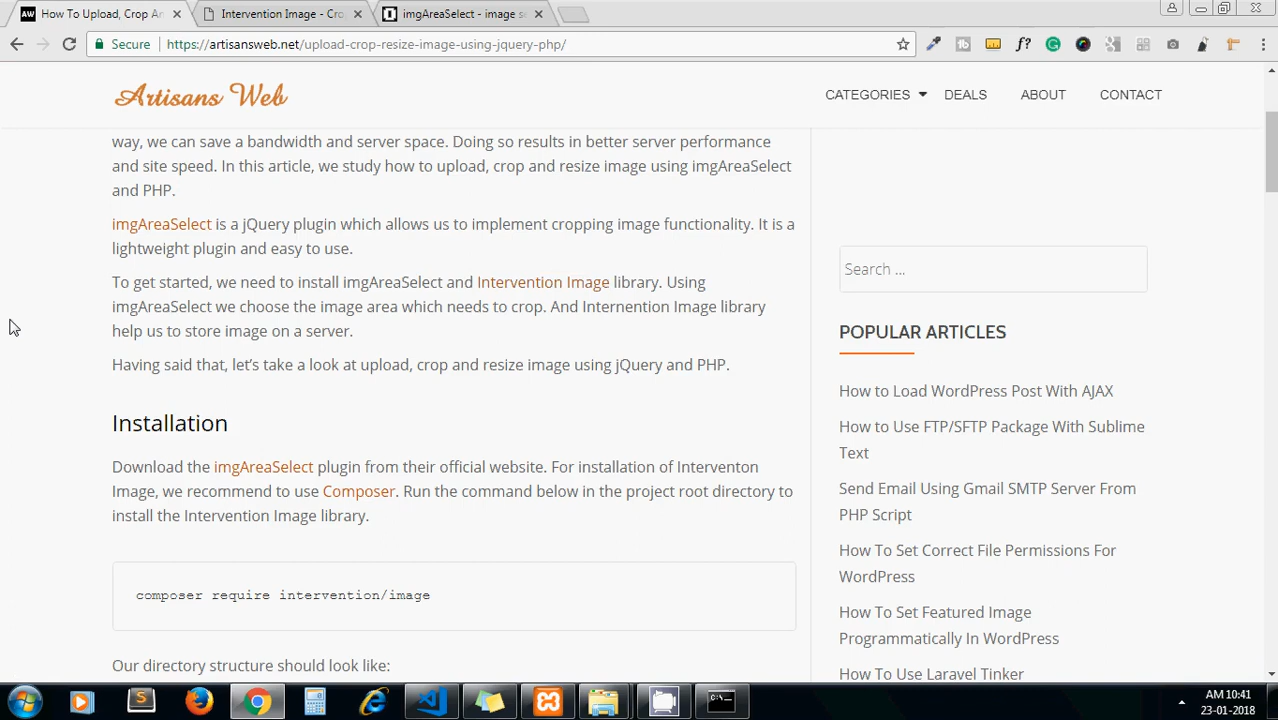 How To Upload, Crop An
Intervention Image - Cro
imgAreaSelect - image se
Secure
https://artisansweb.net/upload-crop-resize-image-using-jquery-php/
Artisans Web
CATEGORIES
DEALS
ABOUT
CONTACT
way, we can save a bandwidth and server space. Doing so results in better server performance
and site speed. In this article, we study how to upload, crop and resize image using imgAreaSelect
and PHP.
imgAreaSelect is a jQuery plugin which allows us to implement cropping image functionality. It is a
lightweight plugin and easy to use.
To get started, we need to install imgAreaSelect and Intervention Image library. Using
imgAreaSelect we choose the image area which needs to crop. And Internention Image library
help us to store image on a server.
Having said that, let's take a look at upload, crop and resize image using jQuery and PHP.
Installation
Download the imgAreaSelect plugin from their official website. For installation of Interventon
Image, we recommend to use Composer. Run the command below in the project root directory to
install the Intervention Image library.
composer require intervention/image
Our directory structure should look like:
Search ...
POPULAR ARTICLES
How to Load WordPress Post With AJAX
How to Use FTP/SFTP Package With Sublime
Text
Send Email Using Gmail SMTP Server From
PHP Script
How To Set Correct File Permissions For
WordPress
How To Set Featured Image
Programmatically In WordPress
How To Use Laravel Tinker
AM 10:41
23-01-2018